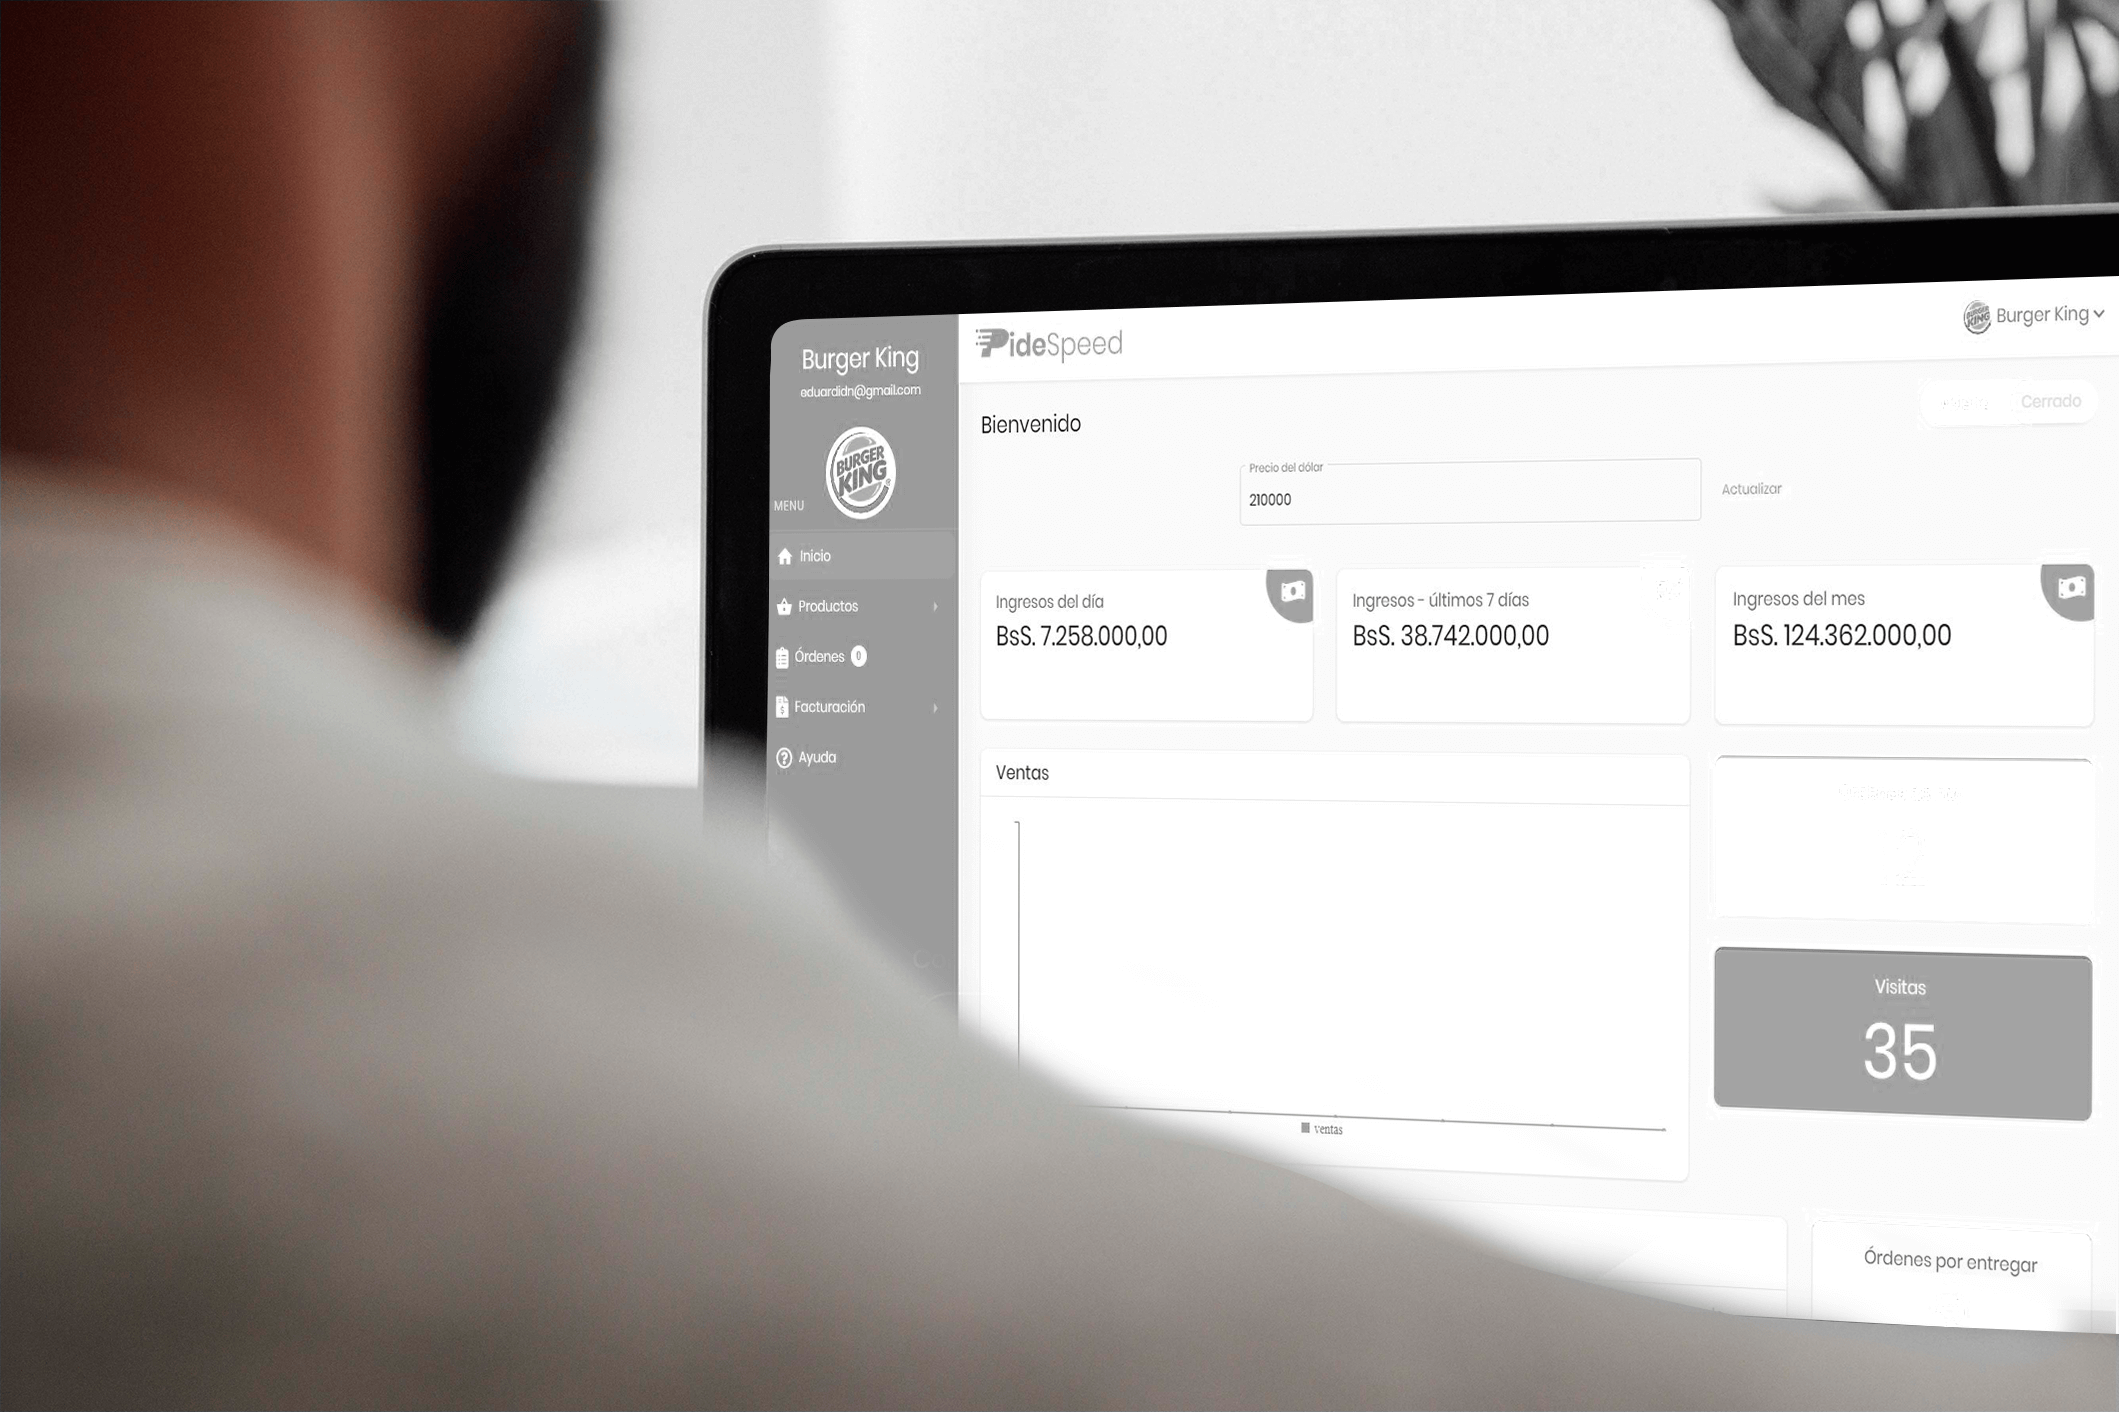 Burger King
eduardidn@gmail.com
BURGER
KING
MENU
Inicio
Productos
Órdenes 0
Facturación
Ayuda
PideSpeed
BURGER
KING
Burger King
Cerrado
Bienvenido
Precio del dólar
210000
Actualizar
Ingresos del día
BsS. 7.258.000,00
Ingresos - últimos 7 días
BsS. 38.742.000,00
Ingresos del mes
BsS. 124.362.000,00
Ventas
ventas
Visitas
35
Órdenes por entregar